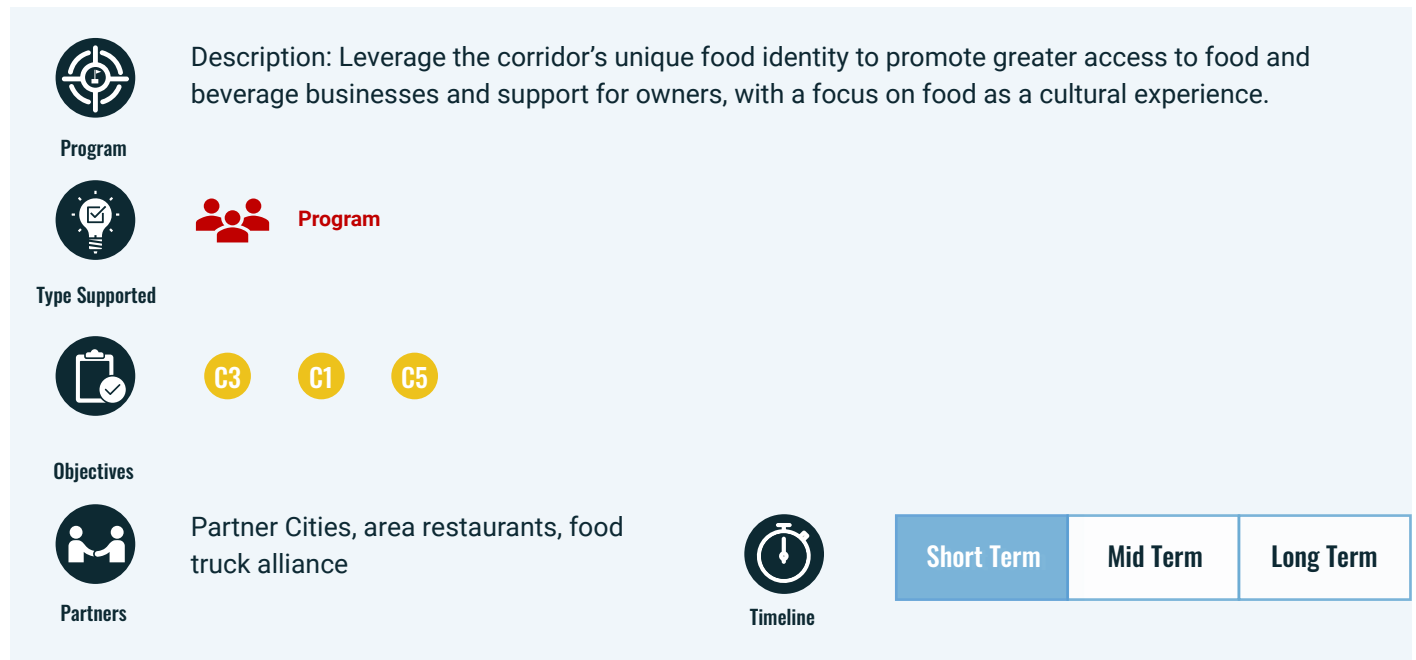 Description: Leverage the corridor’s unique food identity to promote greater access to food and
beverage businesses and support for owners, with a focus on food as a cultural experience.
Program
Program
Type Supported
C3 C1 C5
Objectives
Partner Cities, area restaurants, food
truck alliance
Partners
Timeline
Short Term Mid Term Long Term